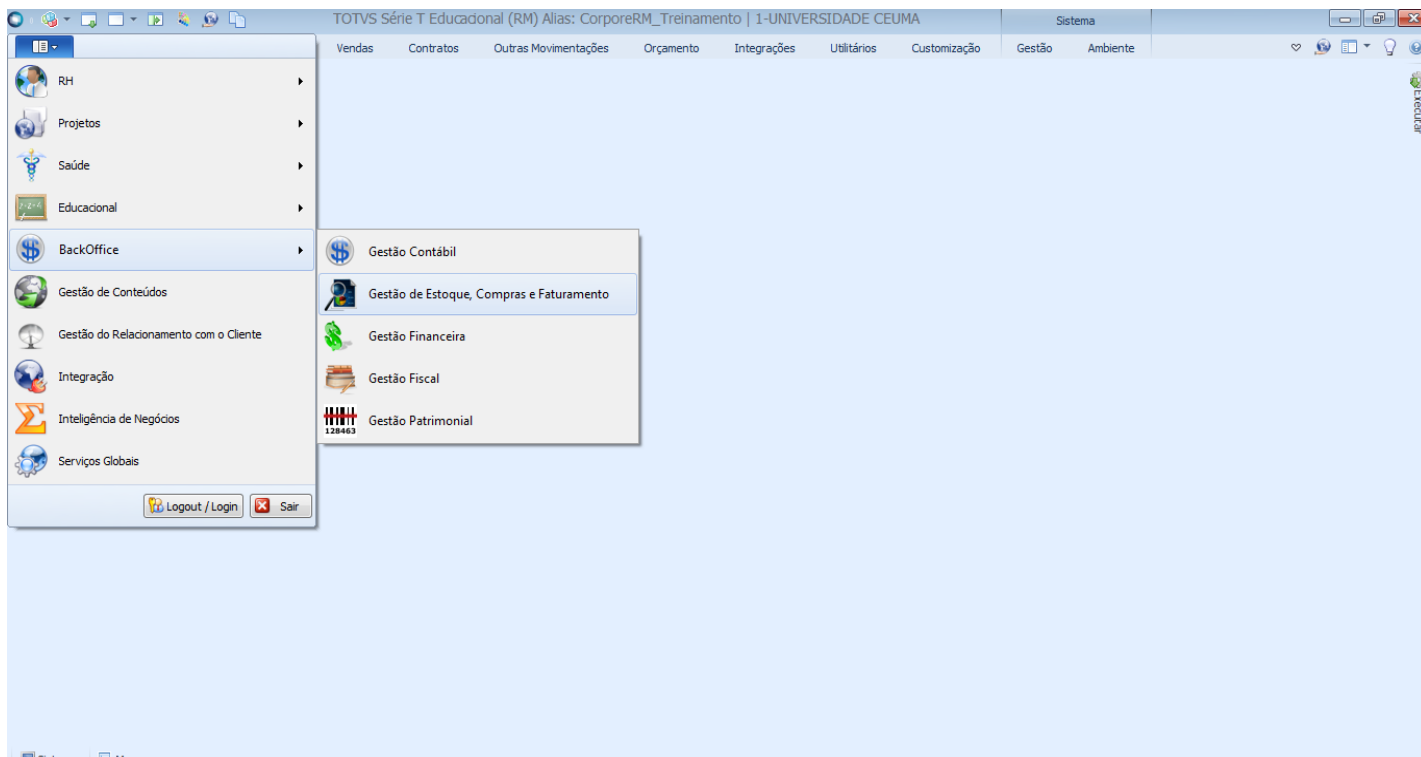 TOTVS Série T Educacional (RM) Alias: CorporeRM_Treinamento | 1-UNIVERSIDADE CEUMA
Sistema
Vendas Contratos Outras Movimentações Orçamento Integrações Utilitários Customização Gestão Ambiente
Executar
RH
Projetos
Saúde
Educacional
BackOffice
Gestão de Conteúdos
Gestão do Relacionamento com o Cliente
Integração
Inteligência de Negócios
Serviços Globais
Logout / Login Sair
Gestão Contábil
Gestão de Estoque, Compras e Faturamento
Gestão Financeira
Gestão Fiscal
Gestão Patrimonial
128463